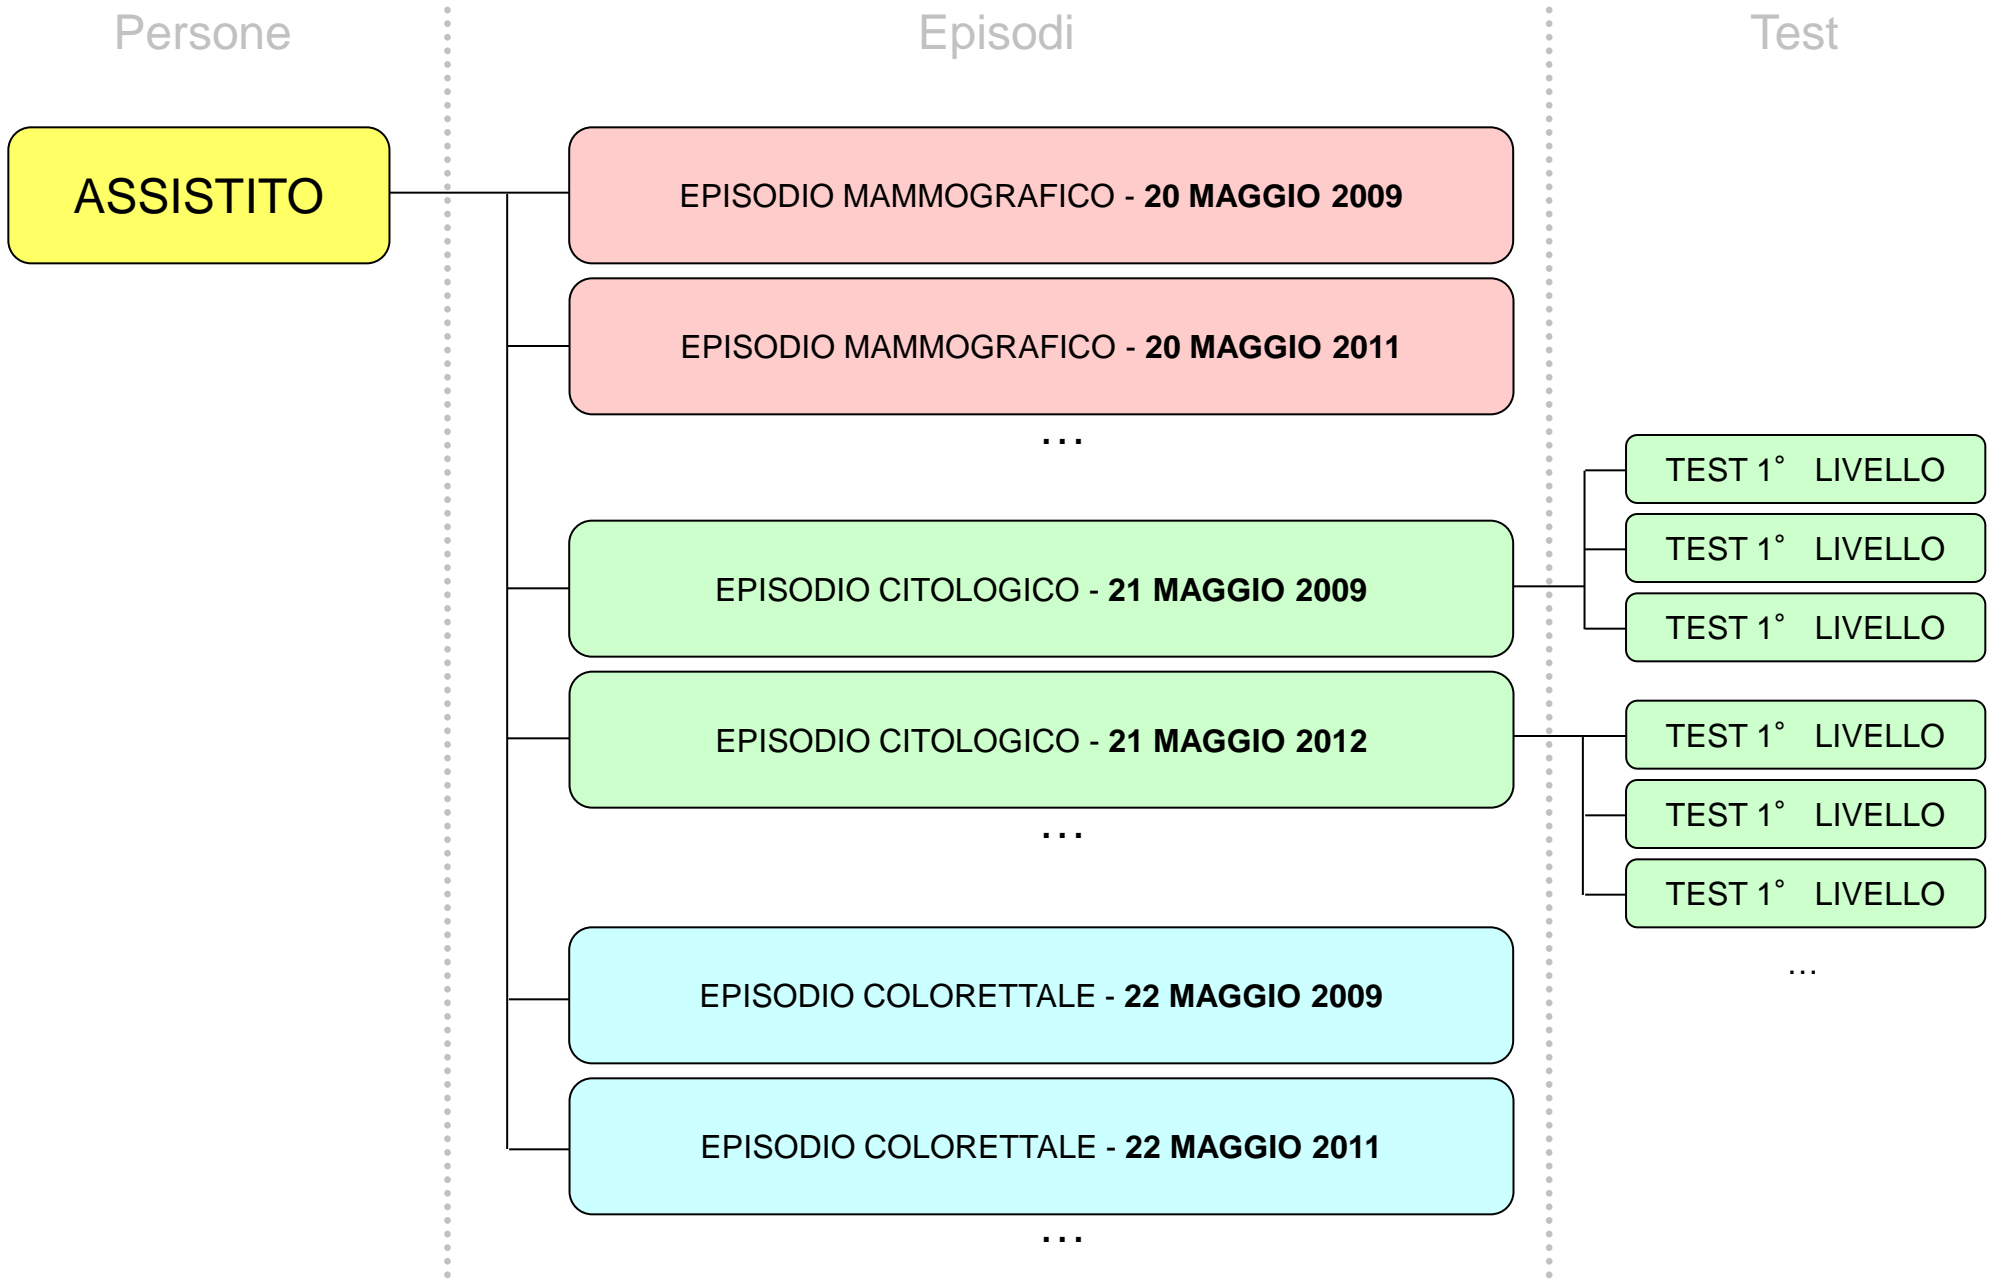 Persone
Episodi
Test
ASSISTITO
EPISODIO MAMMOGRAFICO - 20 MAGGIO 2009
EPISODIO MAMMOGRAFICO - 20 MAGGIO 2011
...
EPISODIO CITOLOGICO - 21 MAGGIO 2009
TEST 1° LIVELLO
TEST 1° LIVELLO
TEST 1° LIVELLO
EPISODIO CITOLOGICO - 21 MAGGIO 2012
TEST 1° LIVELLO
TEST 1° LIVELLO
TEST 1° LIVELLO
...
...
EPISODIO COLORETTALE - 22 MAGGIO 2009
EPISODIO COLORETTALE - 22 MAGGIO 2011
...